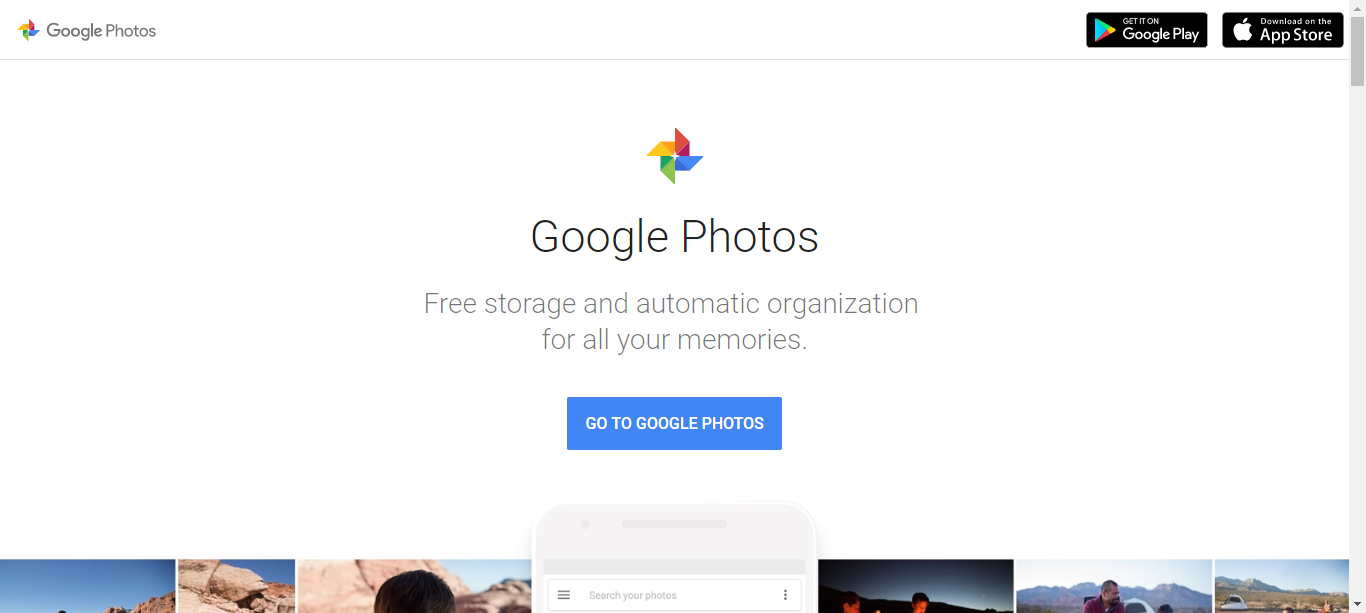 Google Photos
GET IT ON
Google Play
Download on the
App Store
Google Photos
Free storage and automatic organization
for all your memories.
GO TO GOOGLE PHOTOS
Search your photos